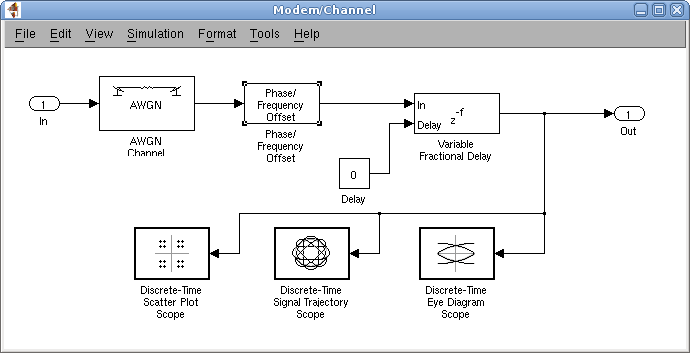 Modem/Channel
File Edit View Simulation Format Tools Help
1
In
AWGN
AWGN
Channel
Phase/
Frequency
Offset
Phase/
Frequency
Offset
In
Delay
z-f
Variable
Fractional Delay
0
Delay
1
Out
Discrete-Time
Scatter Plot
Scope
Discrete-Time
Signal Trajectory
Scope
Discrete-Time
Eye Diagram
Scope